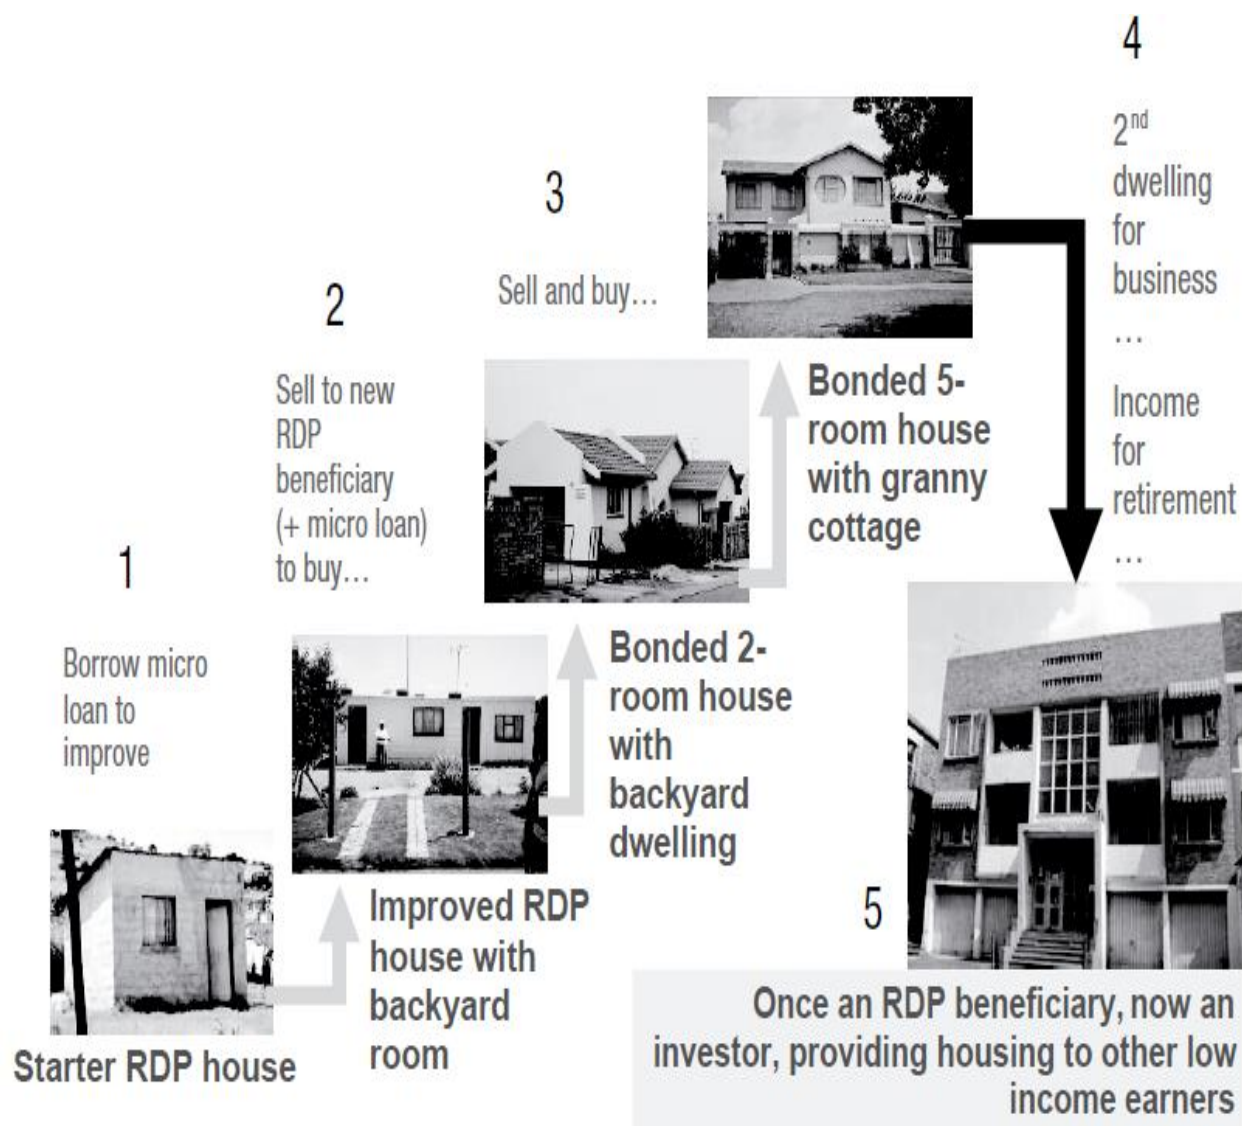 1
Borrow micro
loan to
improve
Starter RDP house
2
Sell to new
RDP
beneficiary
(+ micro loan)
to buy…
Improved RDP
house with
backyard
room
3
Sell and buy…
Bonded 2-
room house
with
backyard
dwelling
Bonded 5-
room house
with granny
cottage
4
2nd
dwelling
for
business
…
Income
for
retirement
…
5
Once an RDP beneficiary, now an
investor, providing housing to other low
income earners